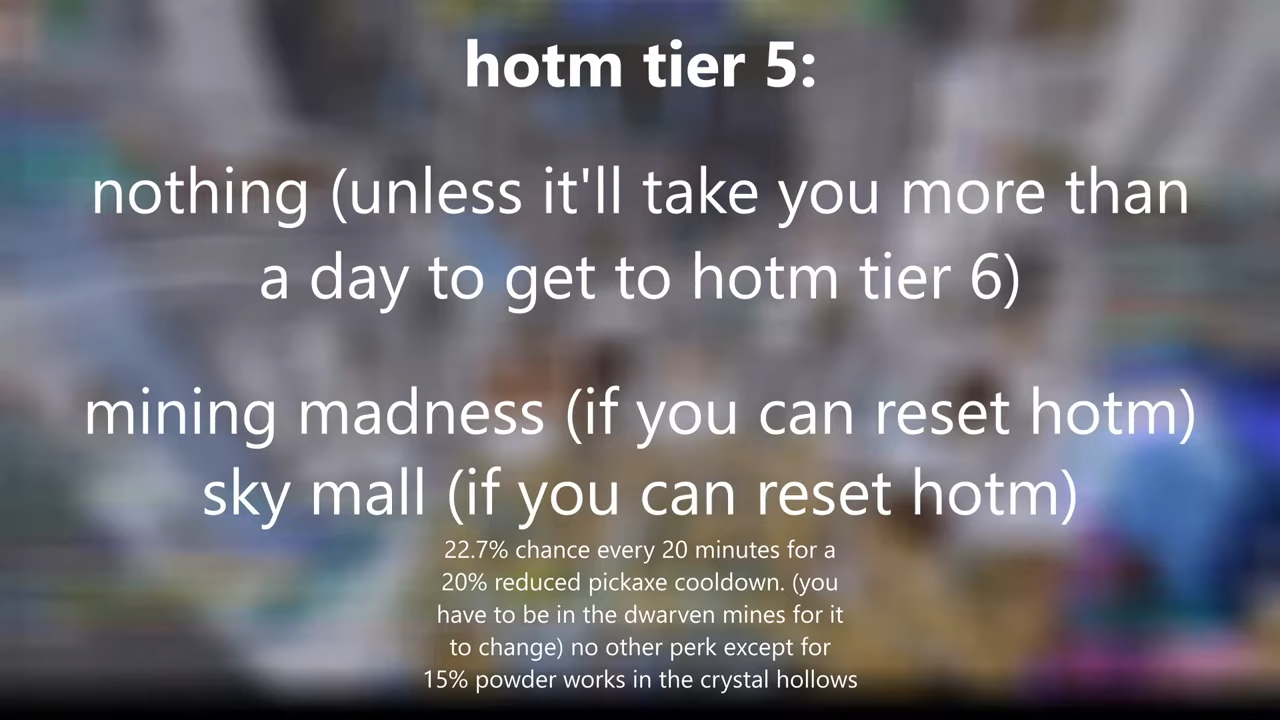 hotm tier 5:
nothing (unless it'll take you more than
a day to get to hotm tier 6)
mining madness (if you can reset hotm)
sky mall (if you can reset hotm)
22.7% chance every 20 minutes for a
20% reduced pickaxe cooldown. (you
have to be in the dwarven mines for it
to change) no other perk except for
15% powder works in the crystal hollows